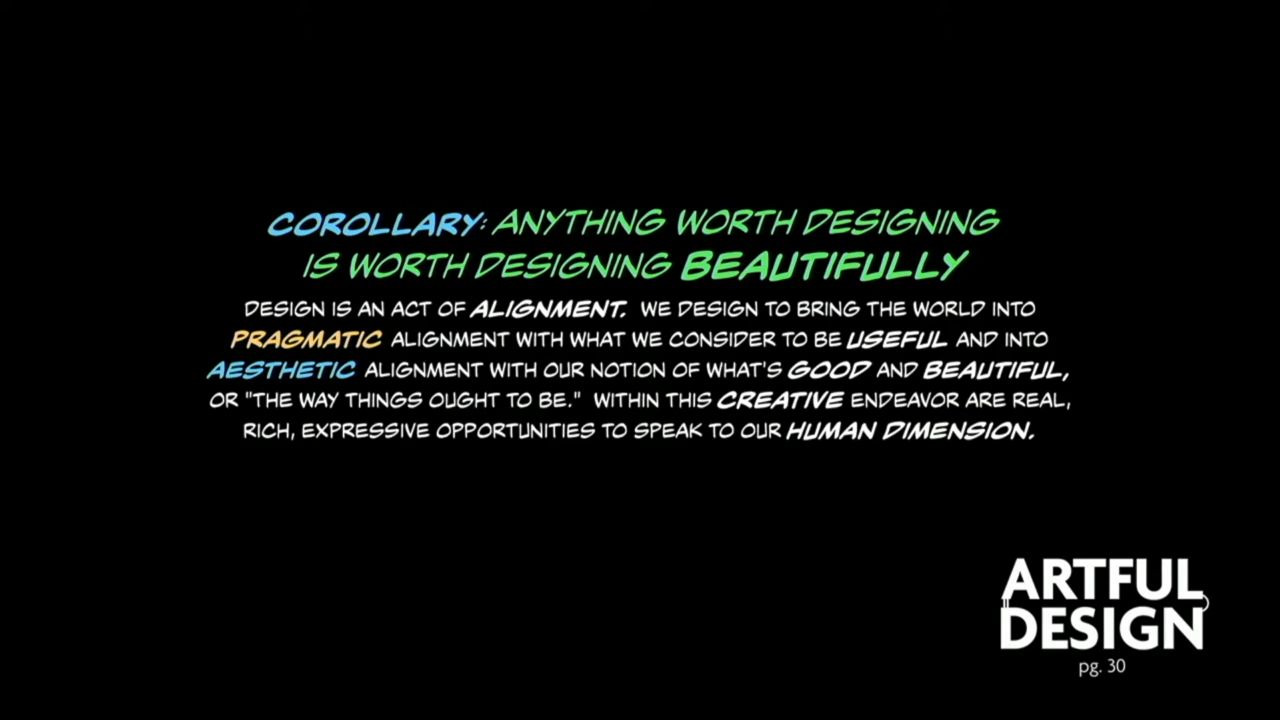 COROLLARY: ANYTHING WORTH DESIGNING
IS WORTH DESIGNING BEAUTIFULLY
DESIGN IS AN ACT OF ALIGNMENT. WE DESIGN TO BRING THE WORLD INTO
PRAGMATIC ALIGNMENT WITH WHAT WE CONSIDER TO BE USEFUL AND INTO
AESTHETIC ALIGNMENT WITH OUR NOTION OF WHAT'S GOOD AND BEAUTIFUL,
OR "THE WAY THINGS OUGHT TO BE." WITHIN THIS CREATIVE ENDEAVOR ARE REAL,
RICH, EXPRESSIVE OPPORTUNITIES TO SPEAK TO OUR HUMAN DIMENSION.
ARTFUL
DESIGN
pg. 30